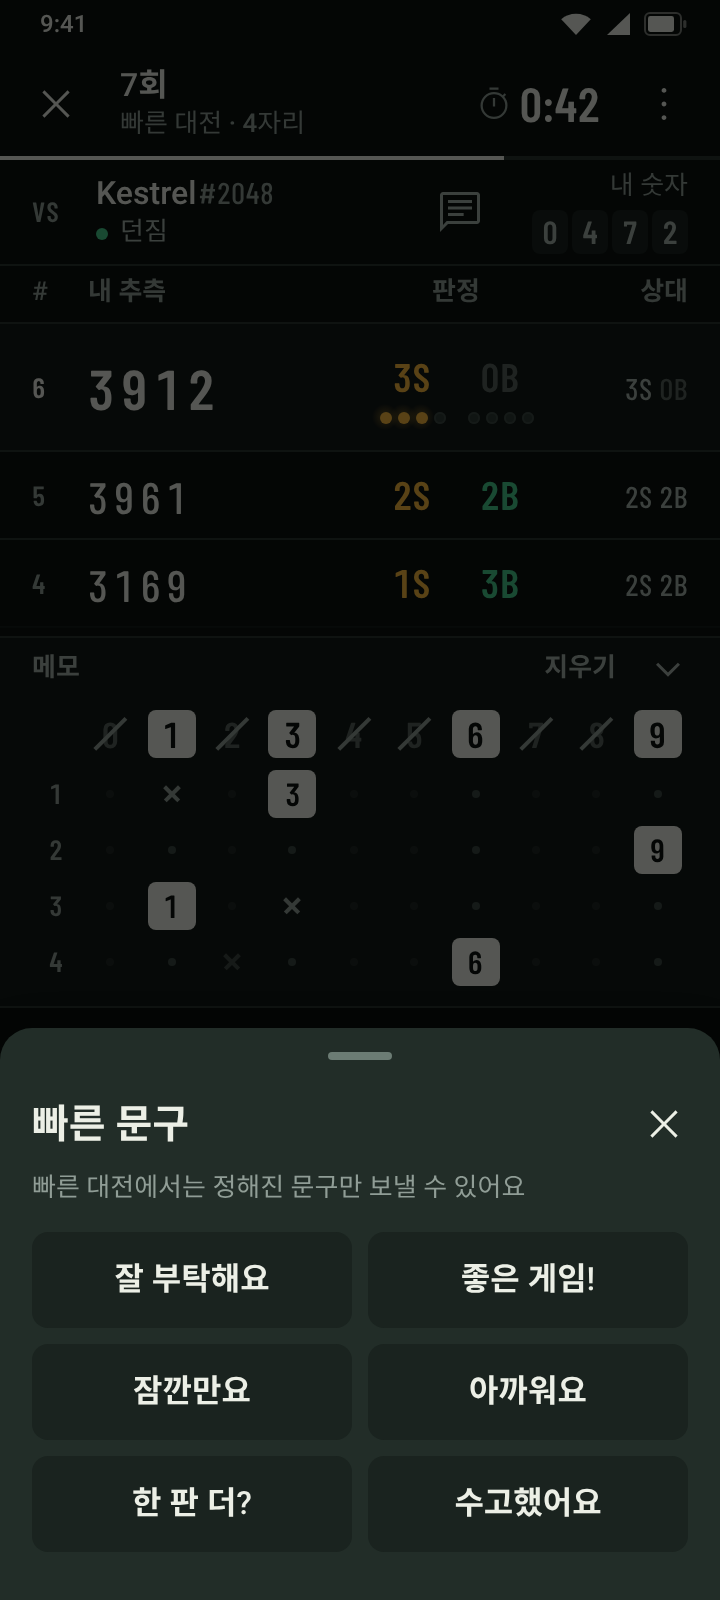 9:41
7회
빠른 대전 · 4자리
0:42
VS
Kestrel#2048
던짐
내 숫자
0 4 7 2
# 내 추측 판정 상대
6 3912 3S 0B 3S 0B
5 3961 2S 2B 2S 2B
4 3169 1S 3B 2S 2B
메모 지우기
0 1 2 3 4 5 6 7 8 9
1 × 3
2 9
3 1 ×
4 × 6
빠른 문구
빠른 대전에서는 정해진 문구만 보낼 수 있어요
잘 부탁해요
좋은 게임!
잠깐만요
아까워요
한 판 더?
수고했어요